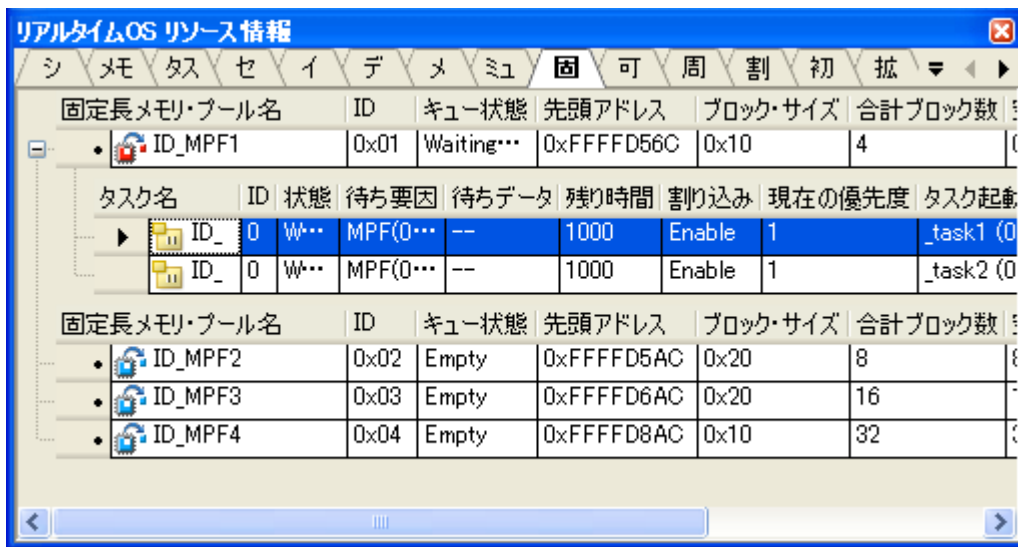 リアルタイムOS リソース情報
シ メモ タス セ イ デ メ ミュ 固 可 周 割 初 拡
固定長メモリ・プール名 ID キュー状態 先頭アドレス ブロック・サイズ 合計ブロック数
ID_MPF1 0x01 Waiting… 0xFFFFD56C 0x10 4
タスク名 ID 状態 待ち要因 待ちデータ 残り時間 割り込み 現在の優先度 タスク起動
ID_ 0 W… MPF(0… -- 1000 Enable 1 _task1 (0
ID_ 0 W… MPF(0… -- 1000 Enable 1 _task2 (0
固定長メモリ・プール名 ID キュー状態 先頭アドレス ブロック・サイズ 合計ブロック数
ID_MPF2 0x02 Empty 0xFFFFD5AC 0x20 8
ID_MPF3 0x03 Empty 0xFFFFD6AC 0x20 16
ID_MPF4 0x04 Empty 0xFFFFD8AC 0x10 32